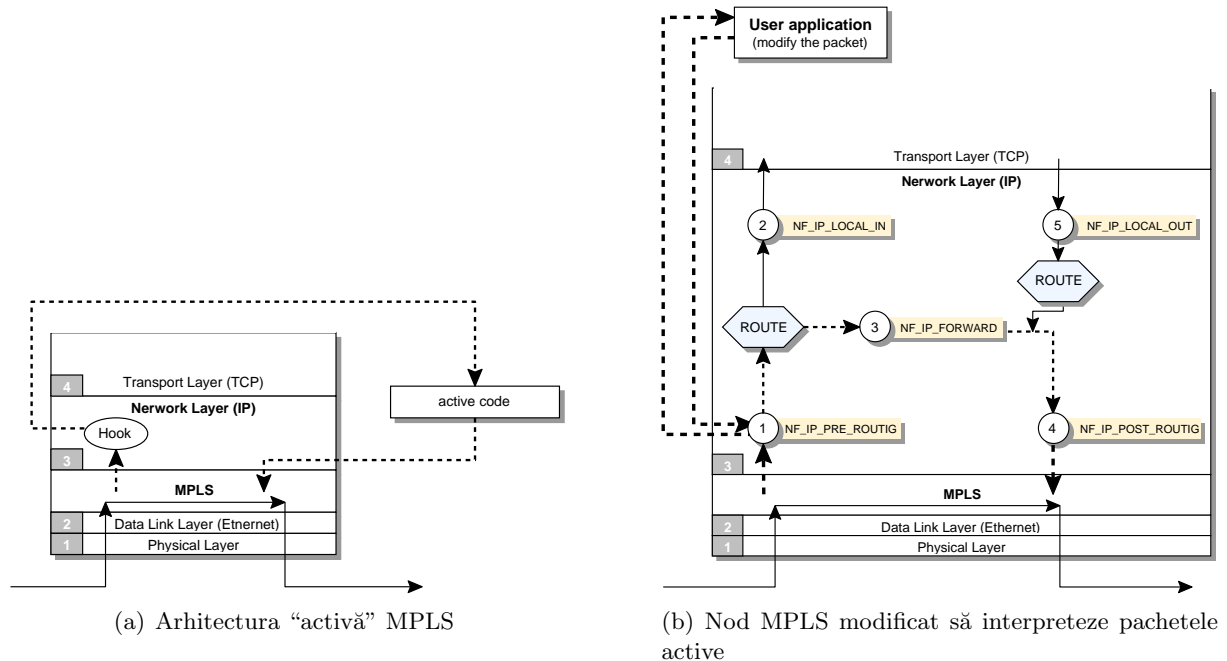 4
Transport Layer (TCP)
Nerwork Layer (IP)
Hook
3
MPLS
2
Data Link Layer (Etnernet)
1
Physical Layer
active code
(a) Arhitectura “activă” MPLS
User application
(modify the packet)
4
Transport Layer (TCP)
Nerwork Layer (IP)
2
NF_IP_LOCAL_IN
5
NF_IP_LOCAL_OUT
ROUTE
ROUTE
3
NF_IP_FORWARD
1
NF_IP_PRE_ROUTIG
4
NF_IP_POST_ROUTIG
3
MPLS
2
Data Link Layer (Ethernet)
1
Physical Layer
(b) Nod MPLS modificat să interpreteze pachetele
active